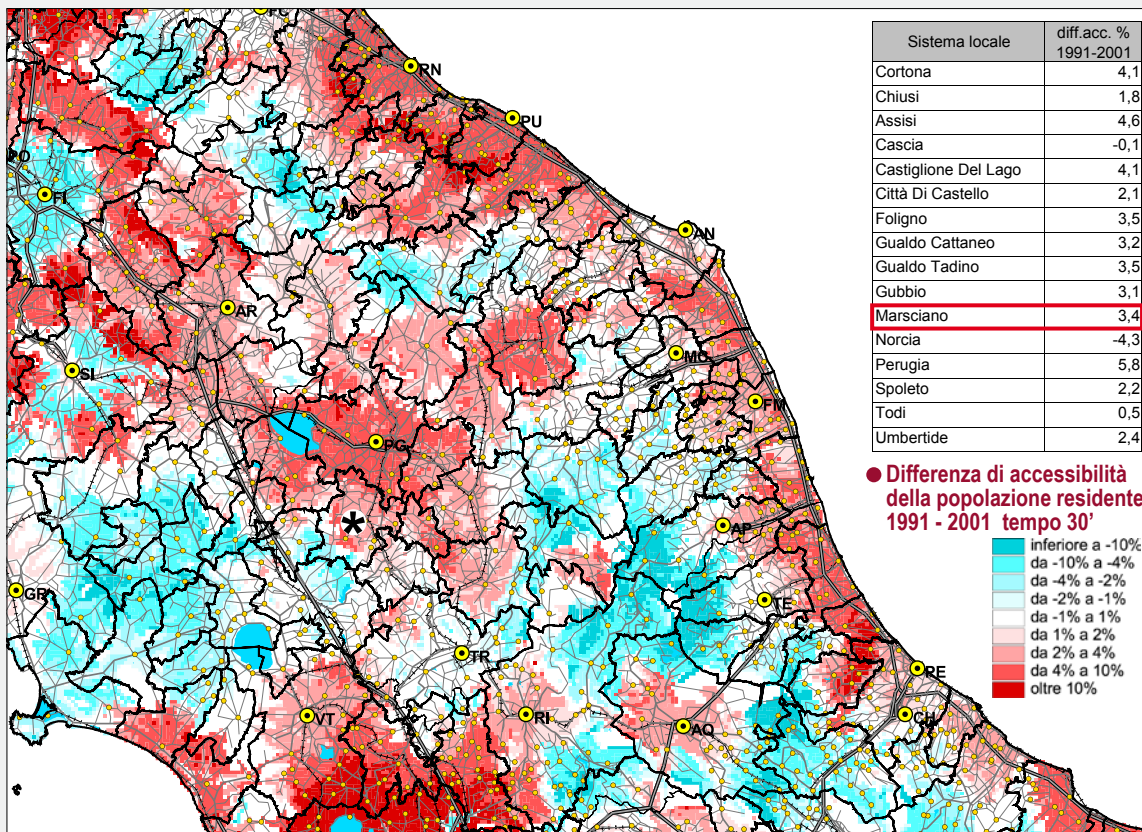 FC
RN
PU
PO
FI
AN
AR
SI
MC
FM
PG
*
AP
GR
TE
TR
PE
VT
RI
CH
AQ
Sistema locale diff.acc. %
1991-2001
Cortona 4,1
Chiusi 1,8
Assisi 4,6
Cascia -0,1
Castiglione Del Lago 4,1
Città Di Castello 2,1
Foligno 3,5
Gualdo Cattaneo 3,2
Gualdo Tadino 3,5
Gubbio 3,1
Marsciano 3,4
Norcia -4,3
Perugia 5,8
Spoleto 2,2
Todi 0,5
Umbertide 2,4
Differenza di accessibilità
della popolazione residente
1991 - 2001 tempo 30'
inferiore a -10%
da -10% a -4%
da -4% a -2%
da -2% a -1%
da -1% a 1%
da 1% a 2%
da 2% a 4%
da 4% a 10%
oltre 10%